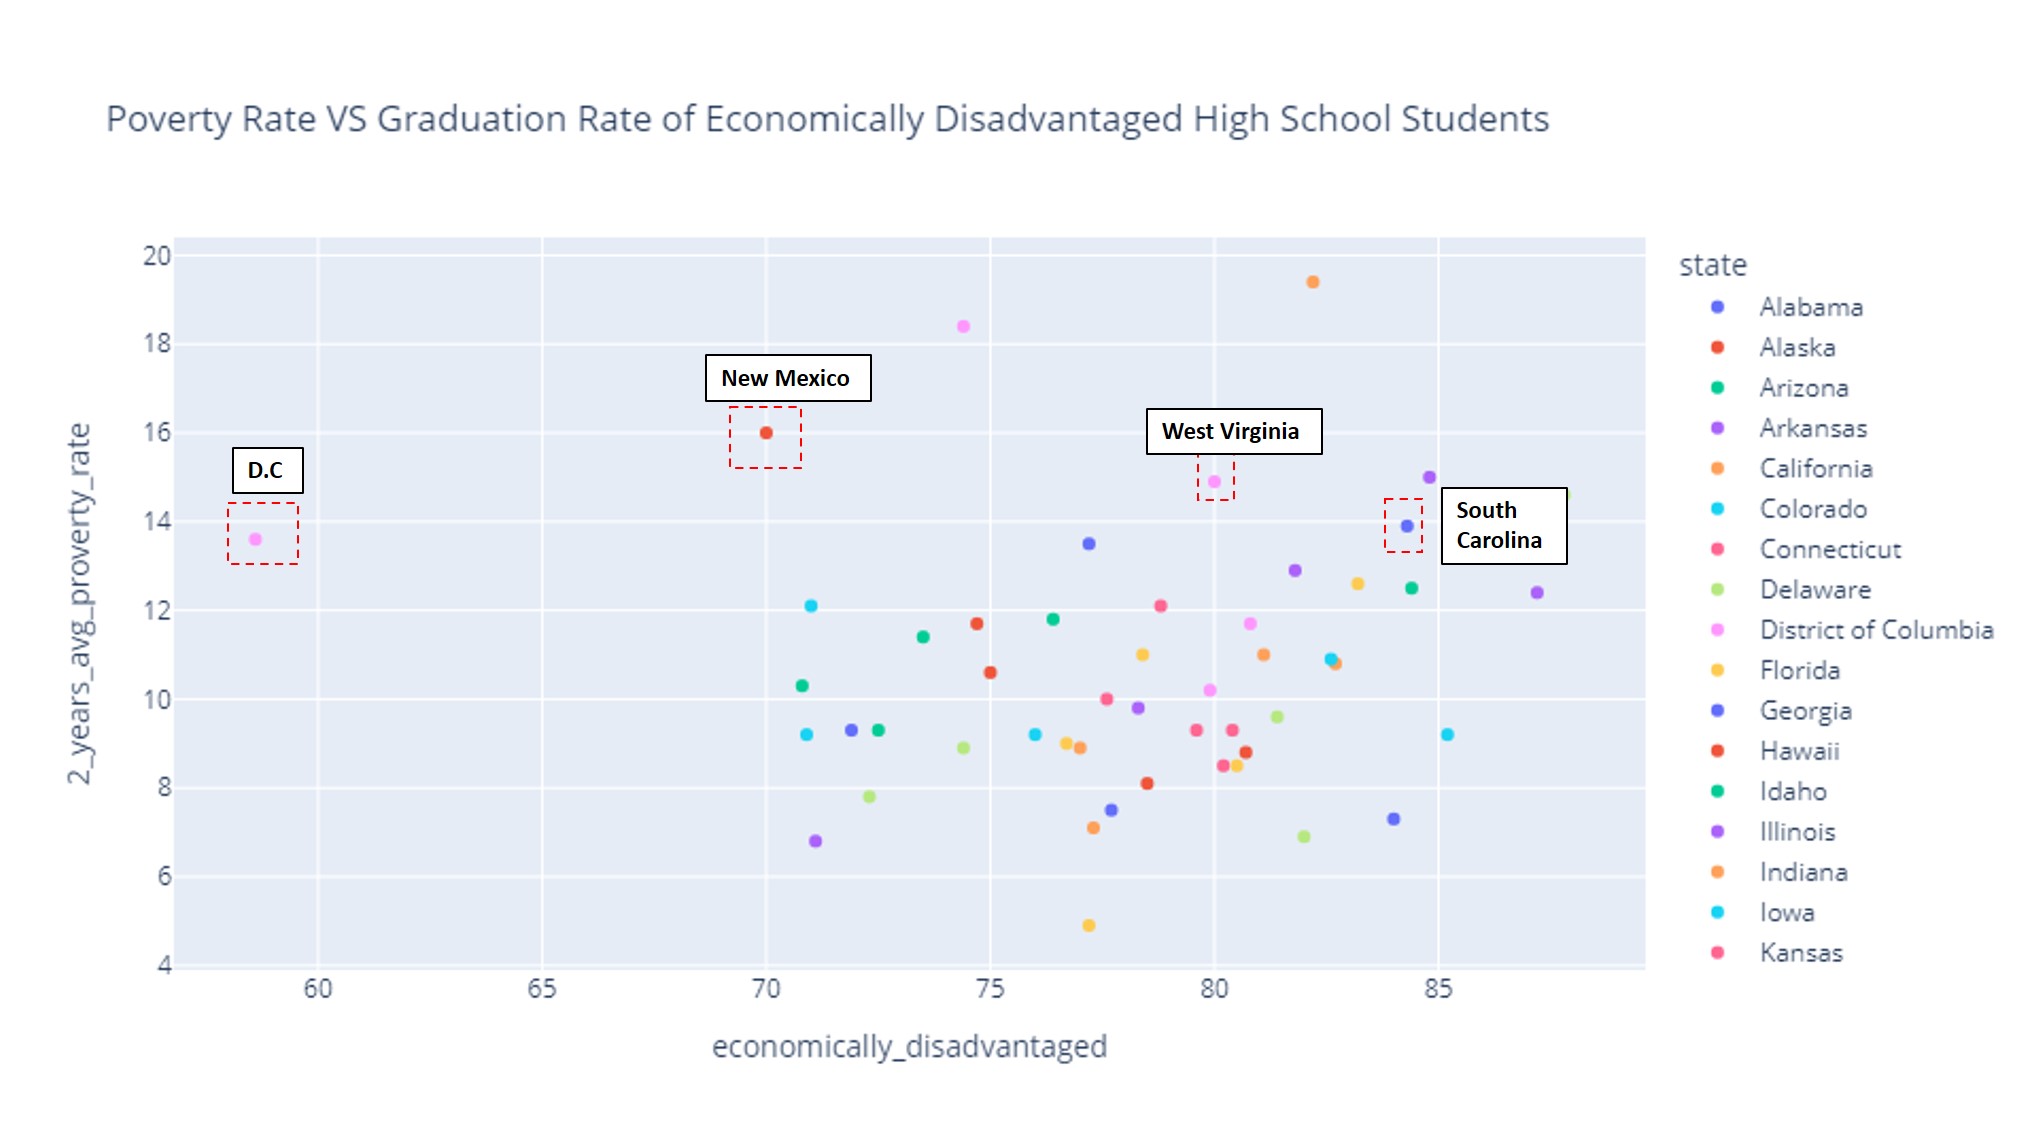 Poverty Rate VS Graduation Rate of Economically Disadvantaged High School Students
2_years_avg_proverty_rate
20
18
16
14
12
10
8
6
4
60
65
70
75
80
85
economically_disadvantaged
D.C
New Mexico
West Virginia
South
Carolina
state
Alabama
Alaska
Arizona
Arkansas
California
Colorado
Connecticut
Delaware
District of Columbia
Florida
Georgia
Hawaii
Idaho
Illinois
Indiana
Iowa
Kansas